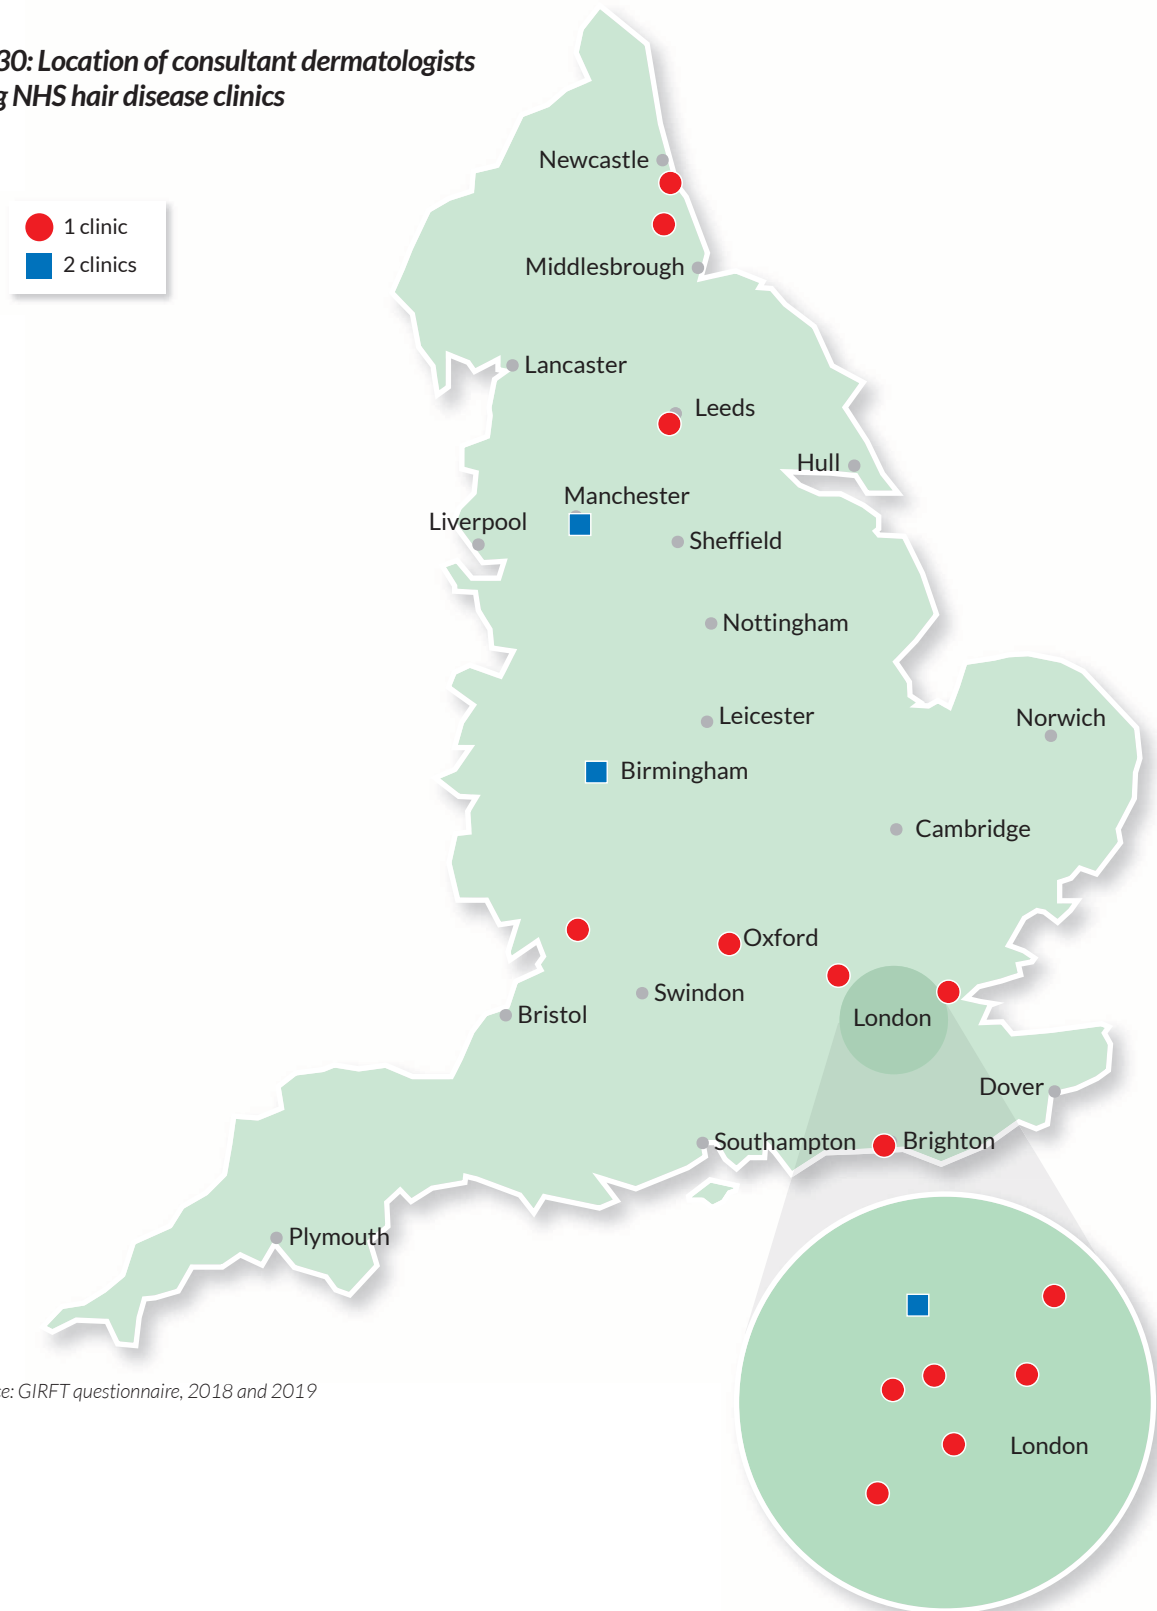 30: Location of consultant dermatologists
g NHS hair disease clinics
1 clinic
2 clinics
Newcastle
Middlesbrough
Lancaster
Leeds
Hull
Manchester
Liverpool
Sheffield
Nottingham
Leicester
Norwich
Birmingham
Cambridge
Oxford
Swindon
Bristol
London
Dover
Southampton
Brighton
Plymouth
London
e: GIRFT questionnaire, 2018 and 2019